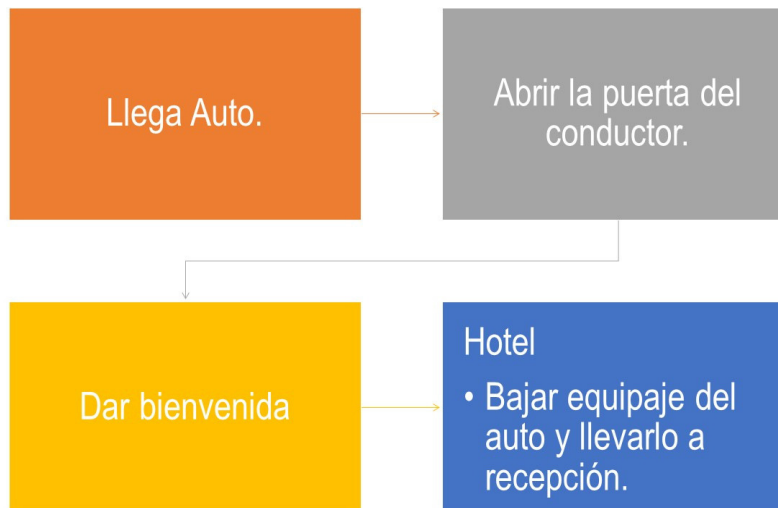 Llega Auto.
Abrir la puerta del
conductor.
Dar bienvenida
Hotel
• Bajar equipaje del
auto y llevarlo a
recepción.